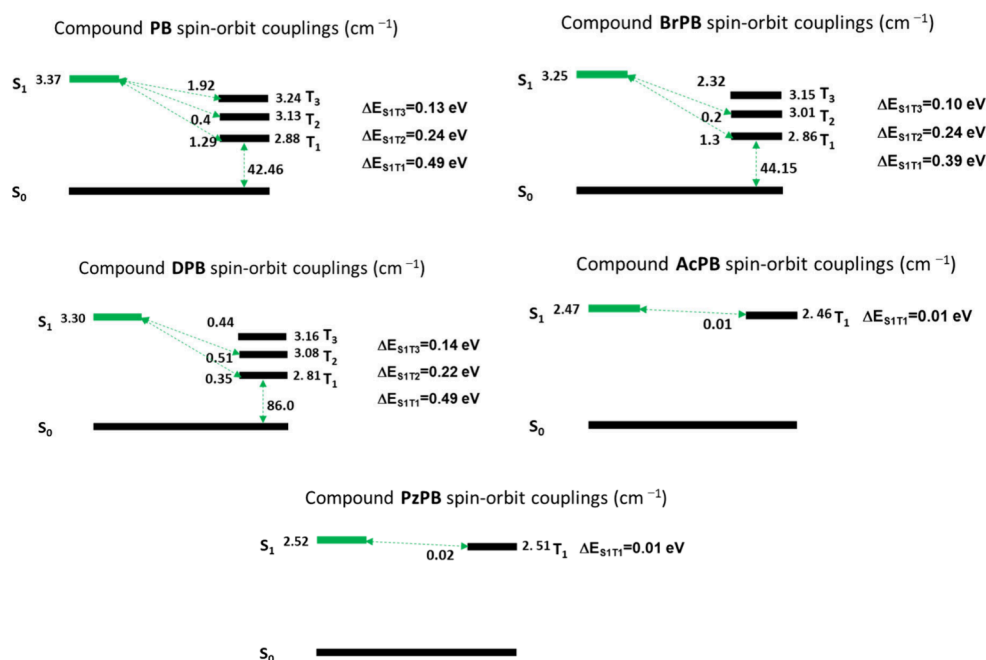 Compound PB spin-orbit couplings (cm −1)
S1 3.37
1.92 3.24 T3
0.4 3.13 T2
1.29 2.88 T1
42.46
S0
ΔES1T3=0.13 eV
ΔES1T2=0.24 eV
ΔES1T1=0.49 eV
Compound BrPB spin-orbit couplings (cm −1)
S1 3.25
2.32 3.15 T3
0.2 3.01 T2
1.3 2.86 T1
44.15
S0
ΔES1T3=0.10 eV
ΔES1T2=0.24 eV
ΔES1T1=0.39 eV
Compound DPB spin-orbit couplings (cm −1)
S1 3.30
0.44 3.16 T3
0.51 3.08 T2
0.35 2.81 T1
86.0
S0
ΔES1T3=0.14 eV
ΔES1T2=0.22 eV
ΔES1T1=0.49 eV
Compound AcPB spin-orbit couplings (cm −1)
S1 2.47
0.01 2.46 T1 ΔES1T1=0.01 eV
S0
Compound PzPB spin-orbit couplings (cm −1)
S1 2.52
0.02 2.51 T1 ΔES1T1=0.01 eV
S0